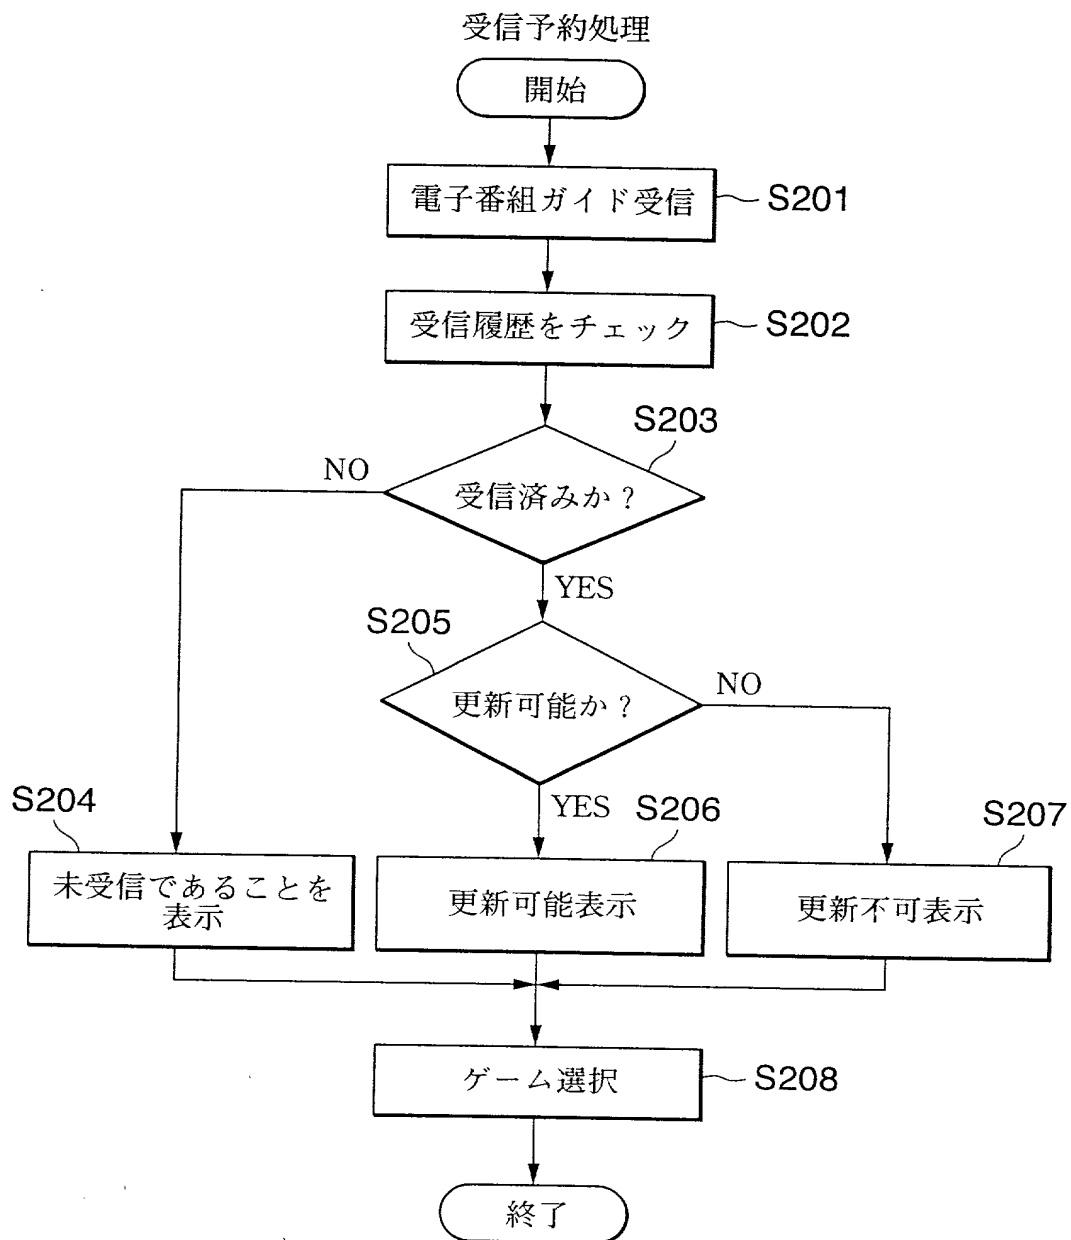 受信予約処理
開始
電子番組ガイド受信
S201
受信履歴をチェック
S202
S203
NO
受信済みか？
YES
S205
更新可能か？
NO
YES
S204
S206
S207
未受信であることを
表示
更新可能表示
更新不可表示
ゲーム選択
S208
終了